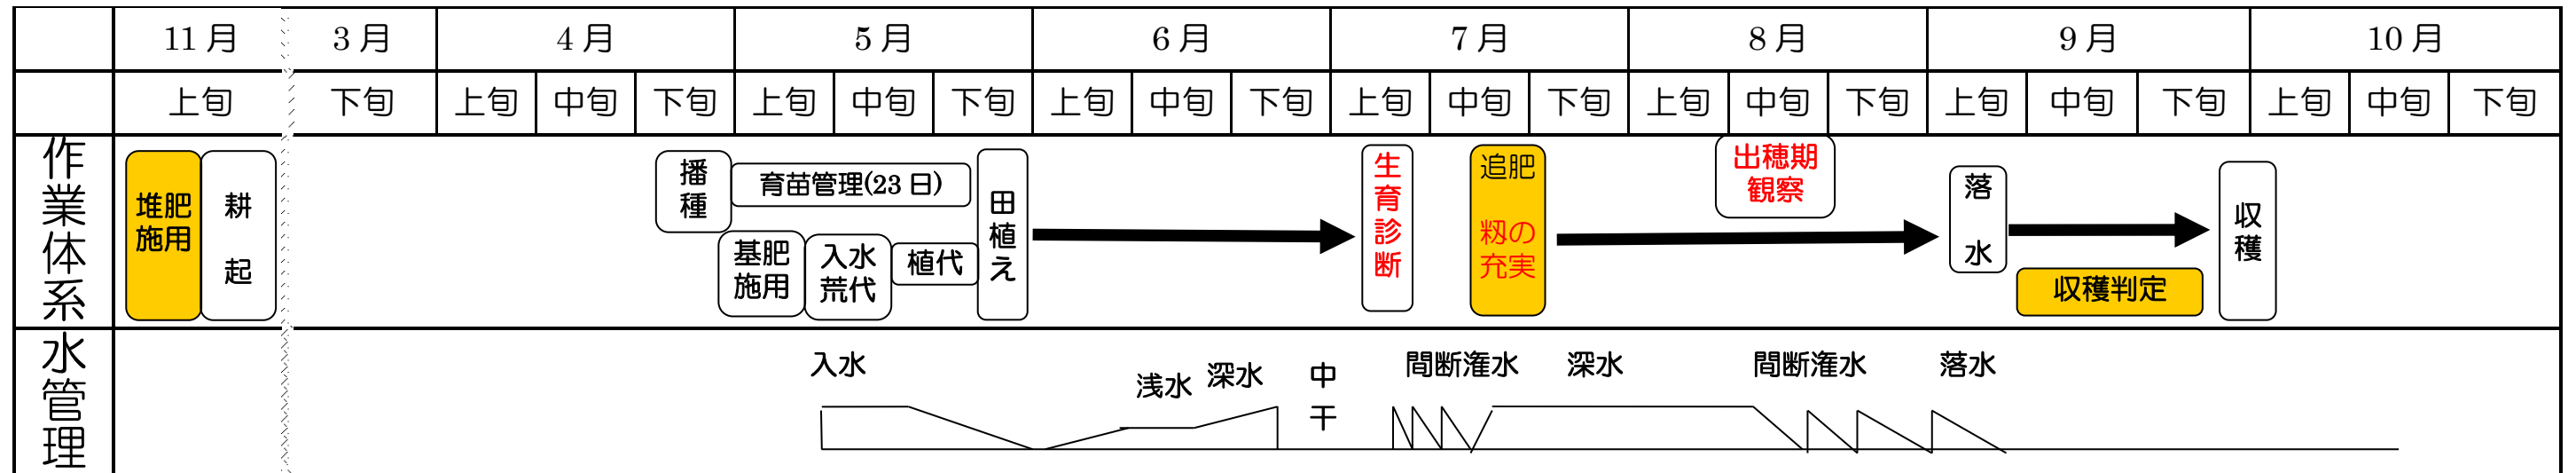 11 月 3 月 4 月 5 月 6 月 7 月 8 月 9 月 10 月
上旬 下旬 上旬 中旬 下旬 上旬 中旬 下旬 上旬 中旬 下旬 上旬 中旬 下旬 上旬 中旬 下旬 上旬 中旬 下旬 上旬 中旬 下旬
作業体系
堆肥
施用
耕起
播種
育苗管理(23 日)
基肥
施用
入水
荒代
植代
田植え
生育診断
追肥
籾の
充実
出穂期
観察
落水
収穫判定
収穫
水管理
入水
浅水
深水
中干
間断潅水
深水
間断潅水
落水